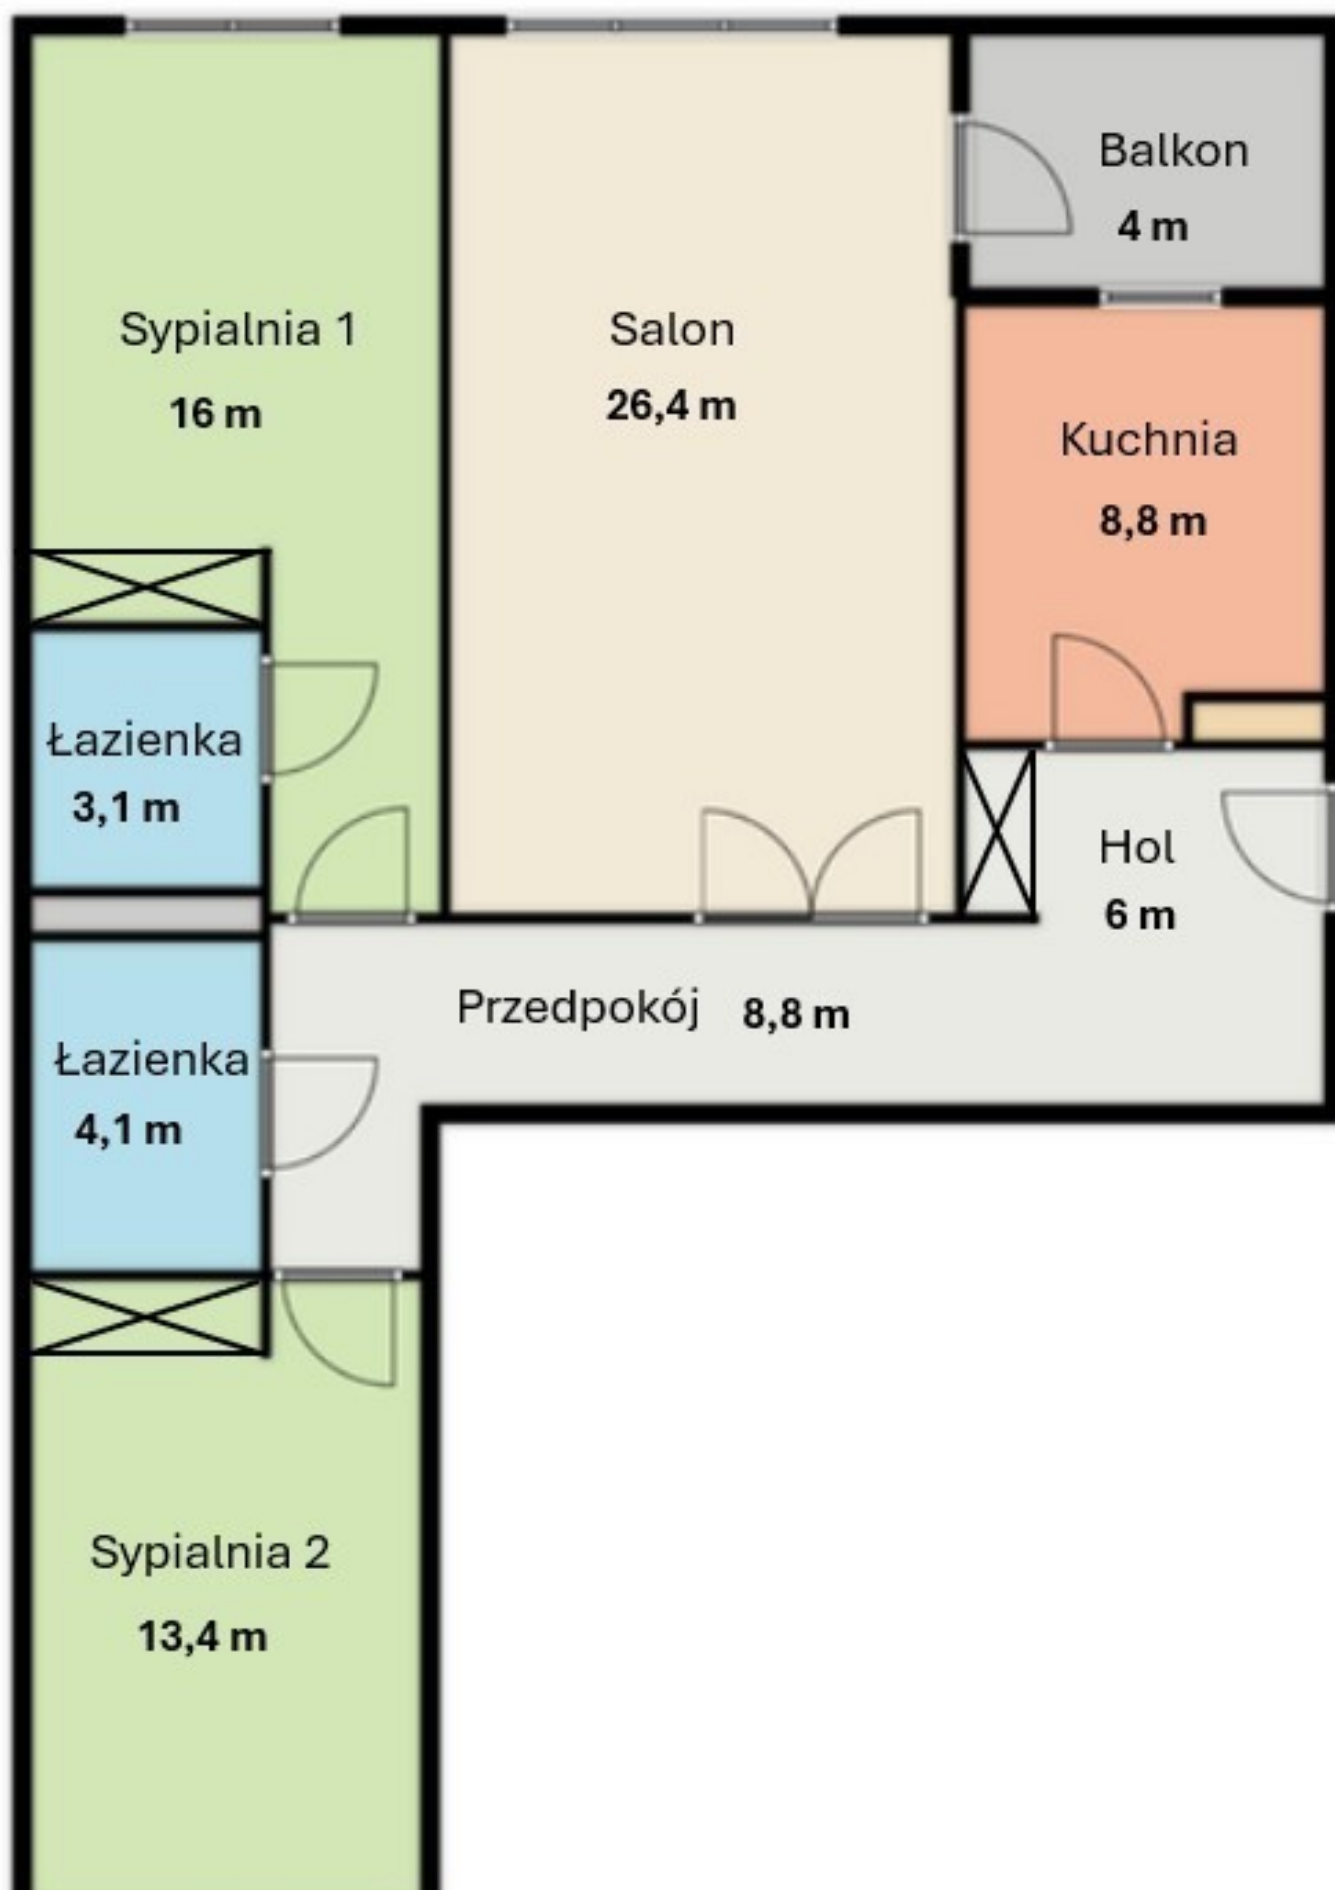 Balkon
4 m
Sypialnia 1
16 m
Salon
26,4 m
Kuchnia
8,8 m
Łazienka
3,1 m
Hol
6 m
Przedpokój 8,8 m
Łazienka
4,1 m
Sypialnia 2
13,4 m